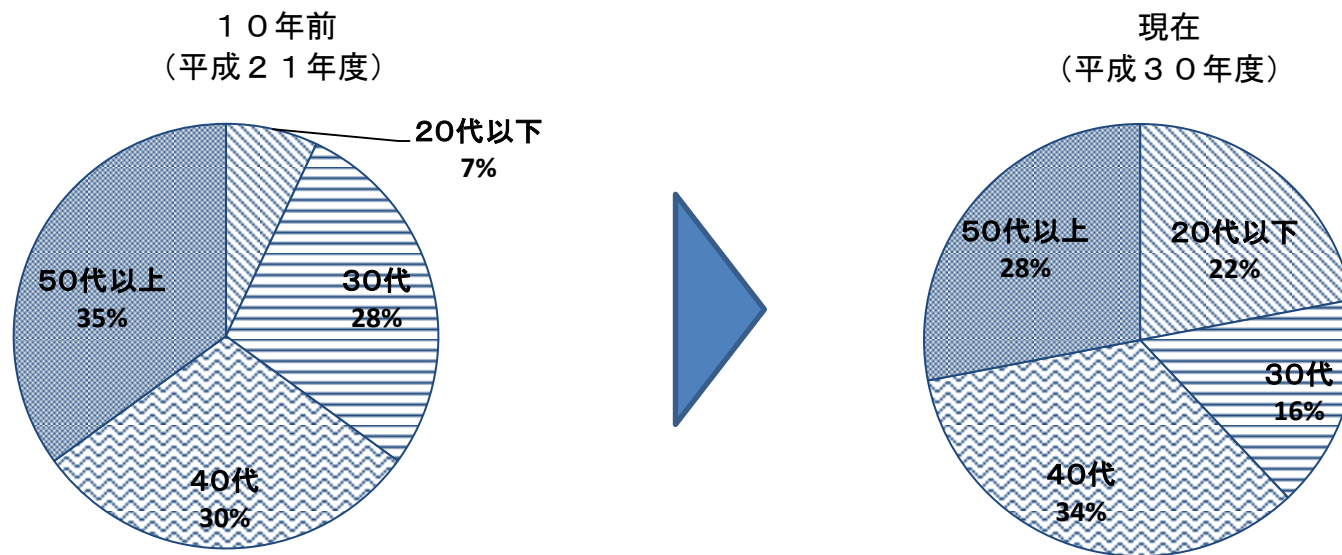 １０年前
（平成２１年度）
20代以下
7%
30代
28%
40代
30%
50代以上
35%
現在
（平成３０年度）
20代以下
22%
30代
16%
40代
34%
50代以上
28%